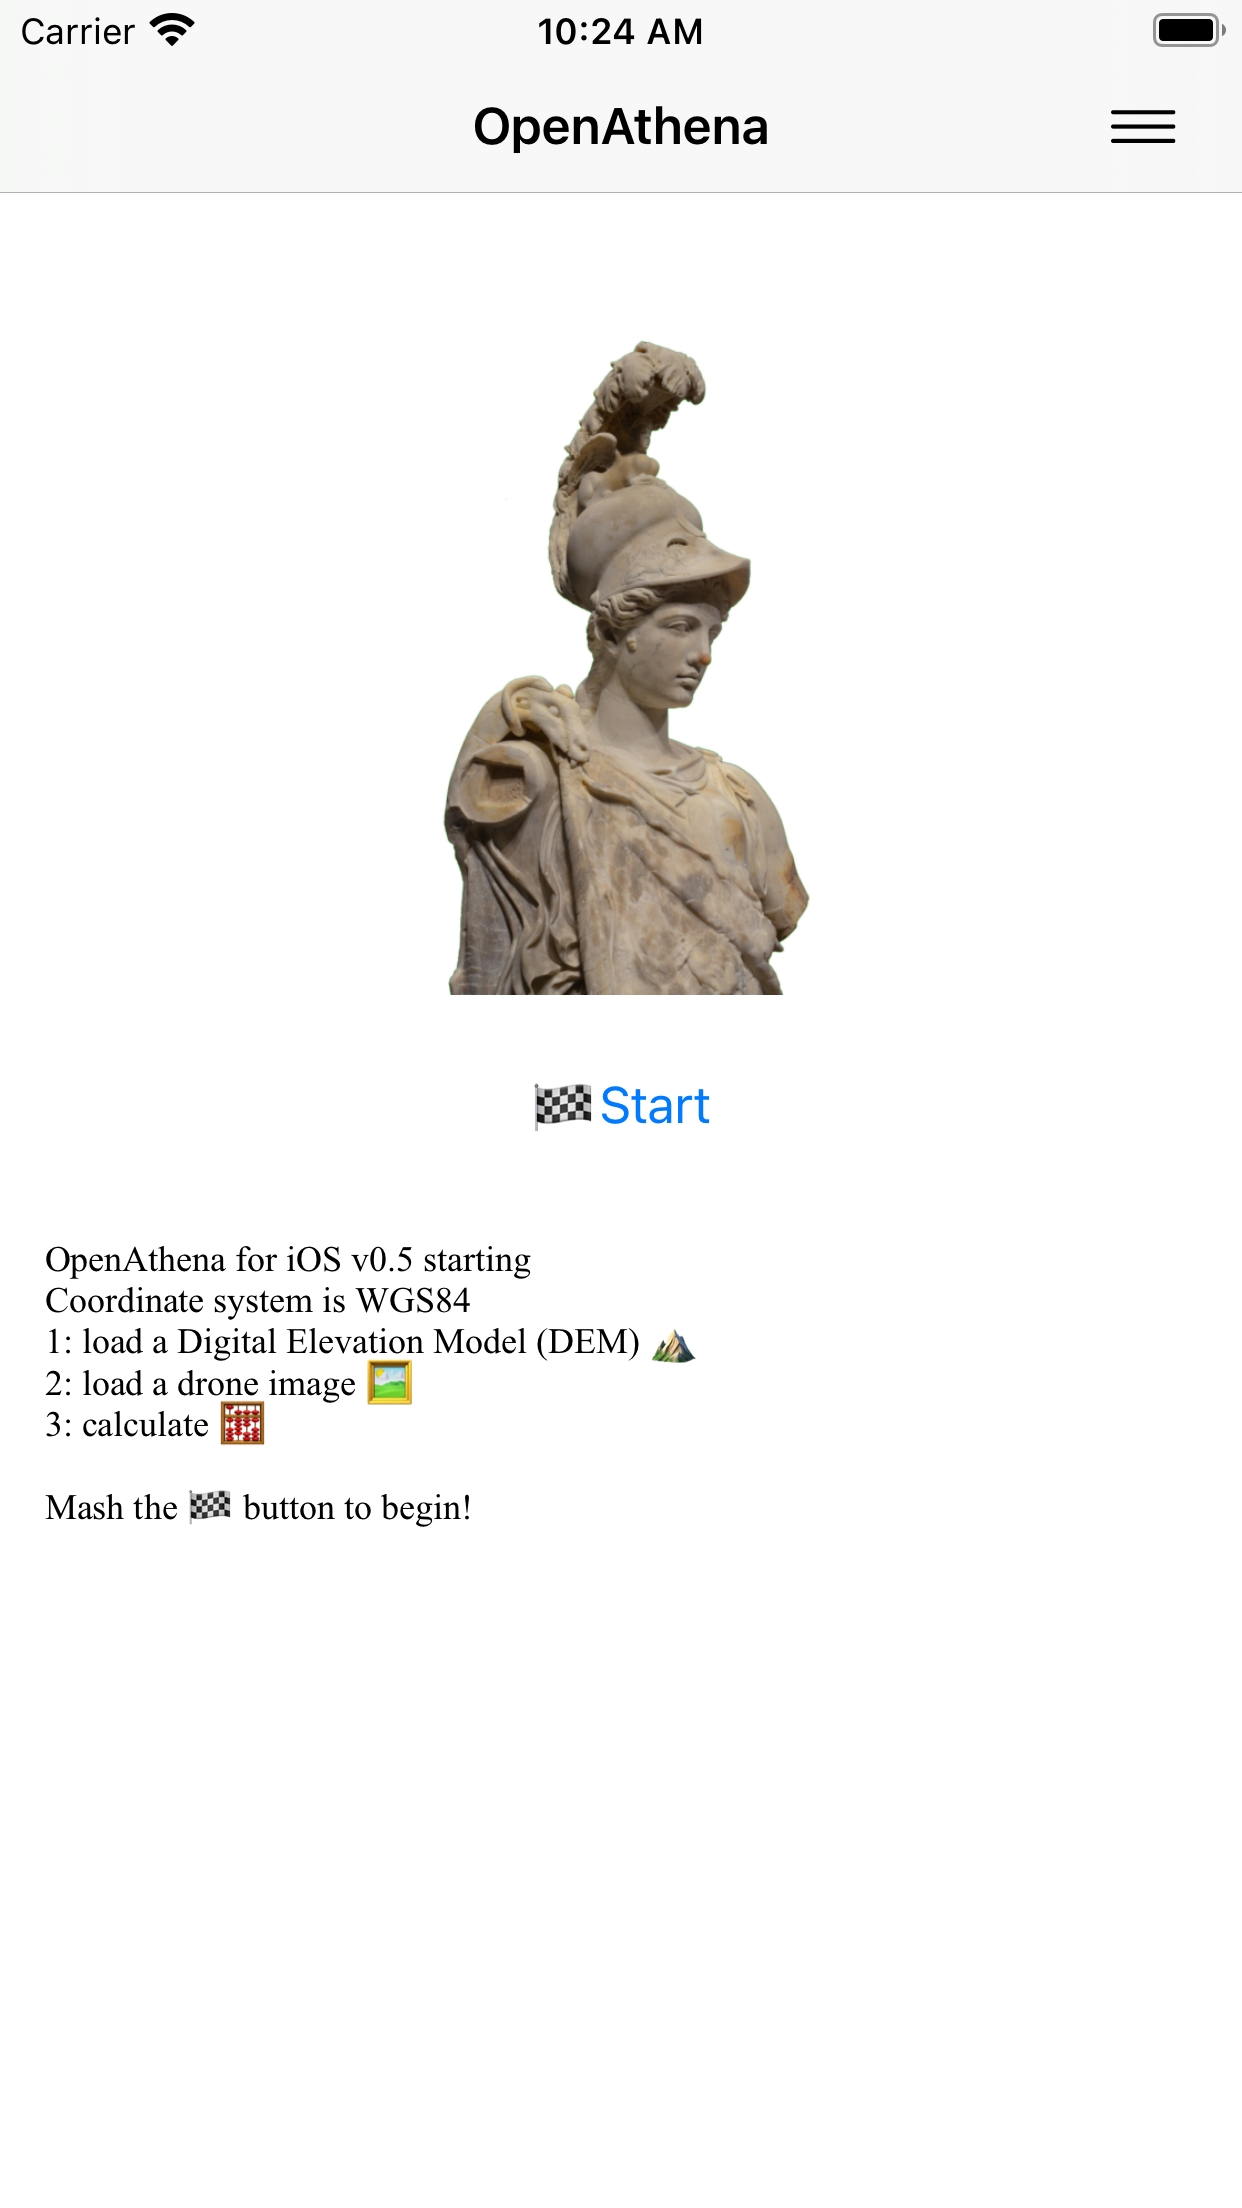 Carrier 10:24 AM
OpenAthena
🏁Start
OpenAthena for iOS v0.5 starting
Coordinate system is WGS84
1: load a Digital Elevation Model (DEM) ⛰️
2: load a drone image 🖼️
3: calculate 🧮
Mash the 🏁 button to begin!